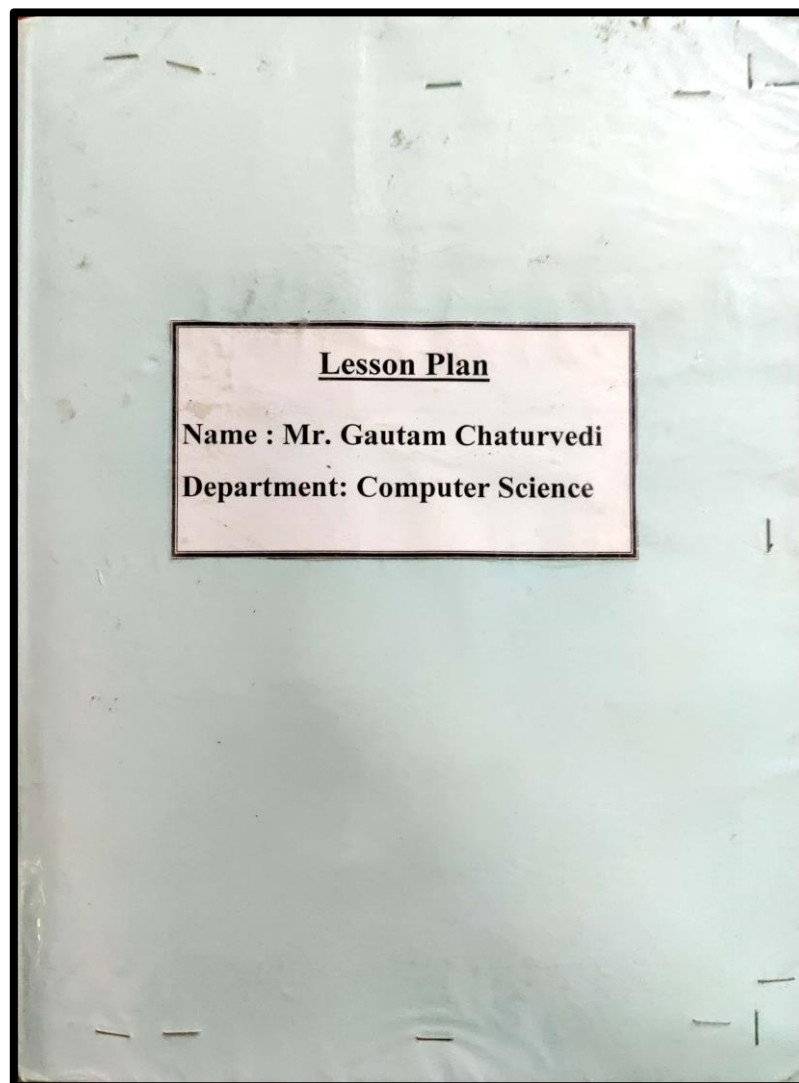 Lesson Plan
Name : Mr. Gautam Chaturvedi
Department: Computer Science